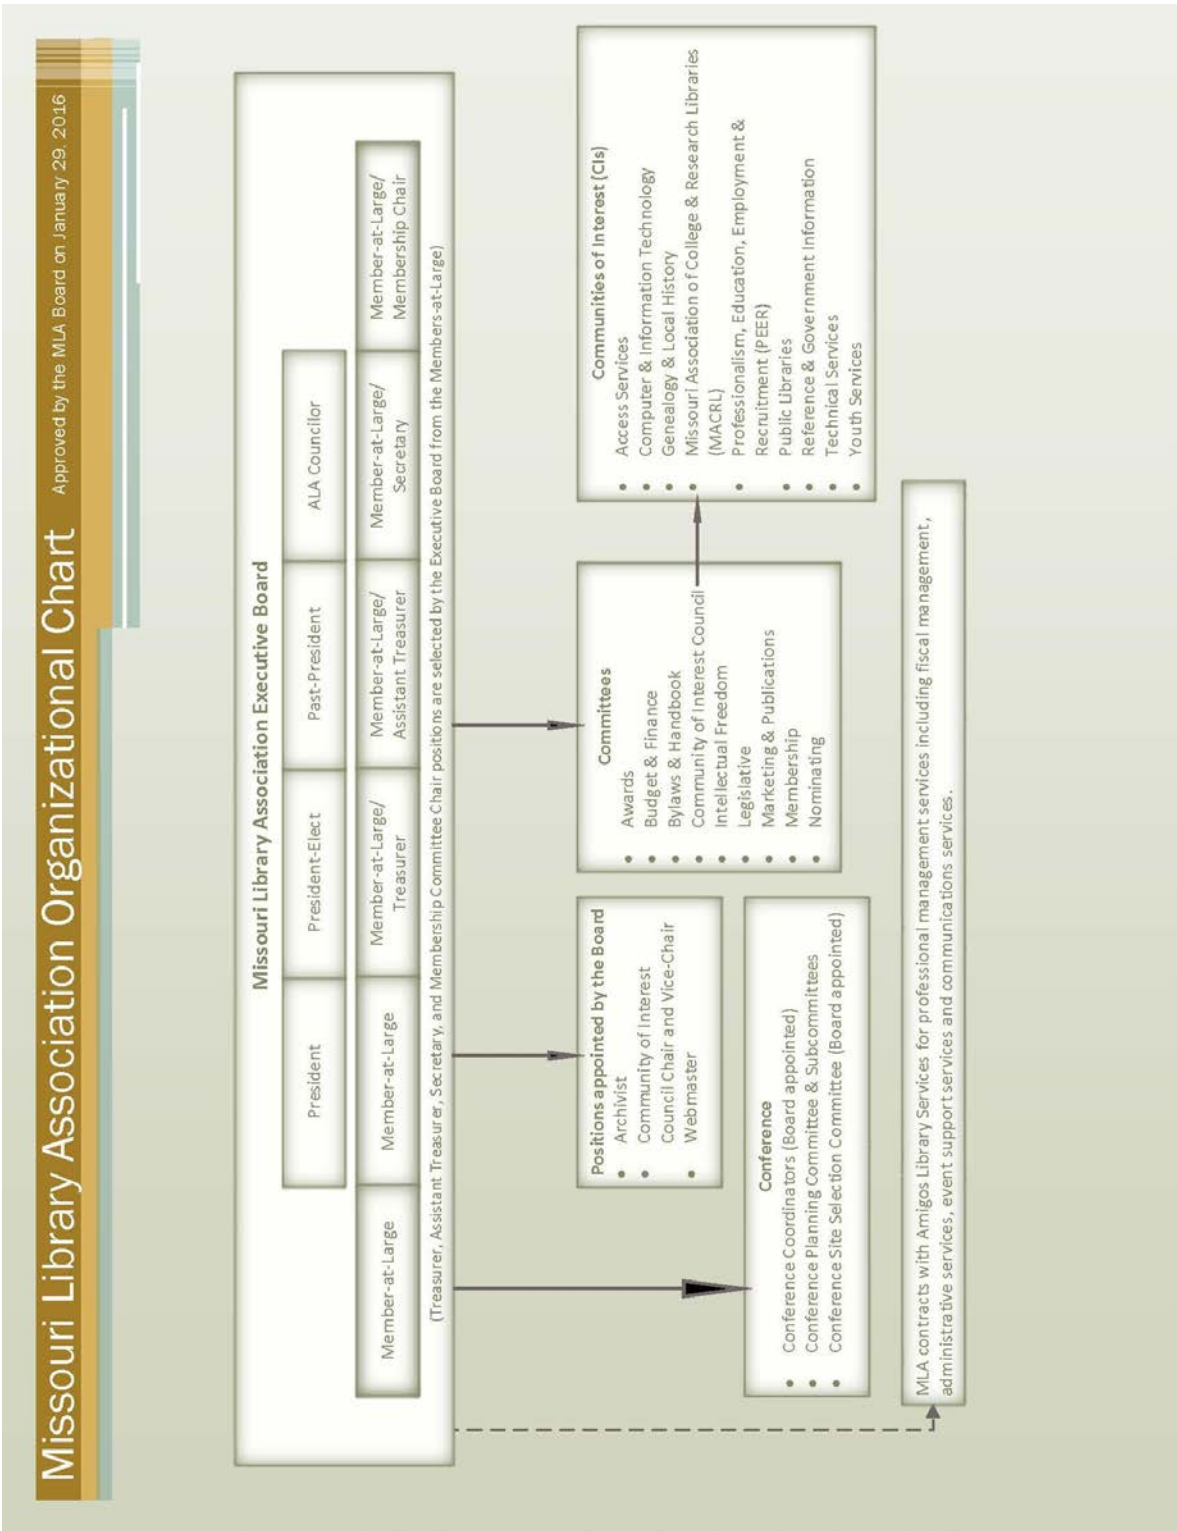 Missouri Library Association Organizational Chart
Approved by the MLA Board on January 29, 2016
Missouri Library Association Executive Board
President
President-Elect
Past-President
ALA Councilor
Member-at-Large
Member-at-Large
Member-at-Large/
Treasurer
Member-at-Large/
Assistant Treasurer
Member-at-Large/
Secretary
Member-at-Large/
Membership Chair
(Treasurer, Assistant Treasurer, Secretary, and Membership Committee Chair positions are selected by the Executive Board from the Members-at-Large)
Positions appointed by the Board
• Archivist
• Community of Interest
Council Chair and Vice-Chair
• Webmaster
Conference
• Conference Coordinators (Board appointed)
• Conference Planning Committee & Subcommittees
• Conference Site Selection Committee (Board appointed)
Committees
• Awards
• Budget & Finance
• Bylaws & Handbook
• Community of Interest Council
• Intellectual Freedom
• Legislative
• Marketing & Publications
• Membership
• Nominating
Communities of Interest (CIs)
• Access Services
• Computer & Information Technology
• Genealogy & Local History
• Missouri Association of College & Research Libraries
(MACRL)
• Professionalism, Education, Employment &
Recruitment (PEER)
• Public Libraries
• Reference & Government Information
• Technical Services
• Youth Services
MLA contracts with Amigos Library Services for professional management services including fiscal management,
administrative services, event support services and communications services.